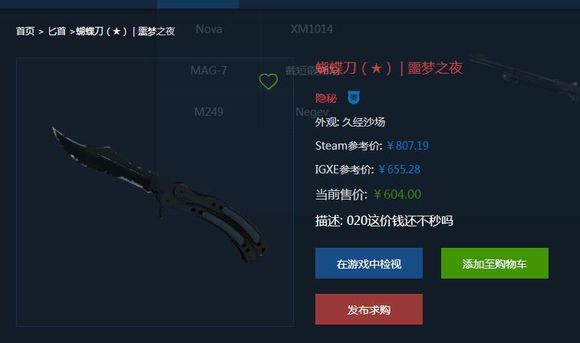 Nova
XM1014
首页 > 匕首 >蝴蝶刀（★）| 噩梦之夜
MAG-7
蝴蝶刀（★）| 噩梦之夜
隐秘
M249
Negev
外观: 久经沙场
Steam参考价: ￥807.19
IGXE参考价: ￥655.28
当前售价: ￥604.00
描述: 020这价钱还不秒吗
在游戏中检视
添加至购物车
发布求购